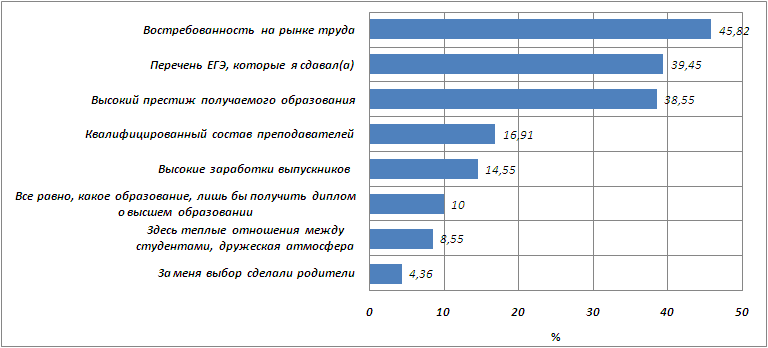 Востребованность на рынке труда
45,82
Перечень ЕГЭ, которые я сдавал(а)
39,45
Высокий престиж получаемого образования
38,55
Квалифицированный состав преподавателей
16,91
Высокие заработки выпускников
14,55
Все равно, какое образование, лишь бы получить диплом
о высшем образовании
10
Здесь теплые отношения между
студентами, дружеская атмосфера
8,55
За меня выбор сделали родители
4,36
0 10 20 30 40 50
%